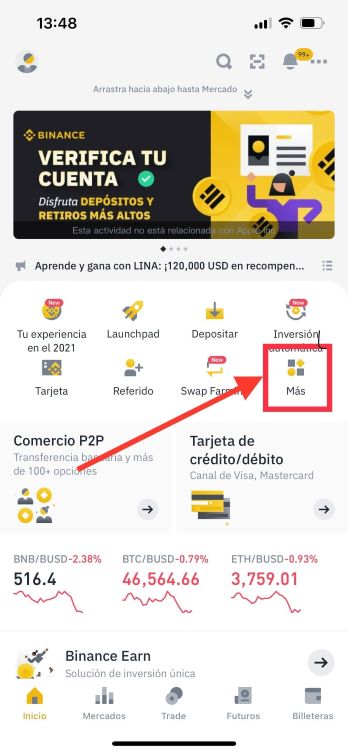 13:48
99+
Arrastra hacia abajo hasta Mercado
BINANCE
VERIFICA TU
CUENTA
Disfruta DEPÓSITOS Y
RETIROS MÁS ALTOS
Esta actividad no está relacionada con Apple Inc.
Aprende y gana con LINA: ¡120,000 USD en recompen...
New
New
Tu experiencia
en el 2021
Launchpad
Depositar
Inversión
automática
New
Tarjeta
Referido
Swap Farming
Más
Comercio P2P
Transferencia bancaria y más
de 100+ opciones
Tarjeta de
crédito/débito
Canal de Visa, Mastercard
BNB/BUSD-2.38%
BTC/BUSD-0.79%
ETH/BUSD-0.93%
516.4
46,564.66
3,759.01
Binance Earn
Solución de inversión única
Inicio
Mercados
Trade
Futuros
Billeteras